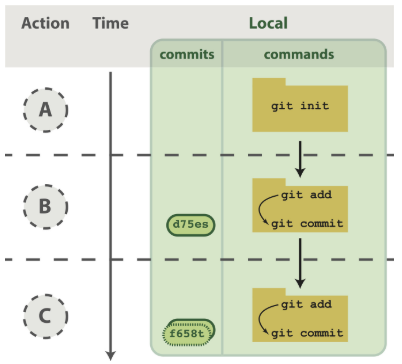 Action Time Local
commits commands
A
git init
B
git add
d75es
git commit
C
git add
f658t
git commit